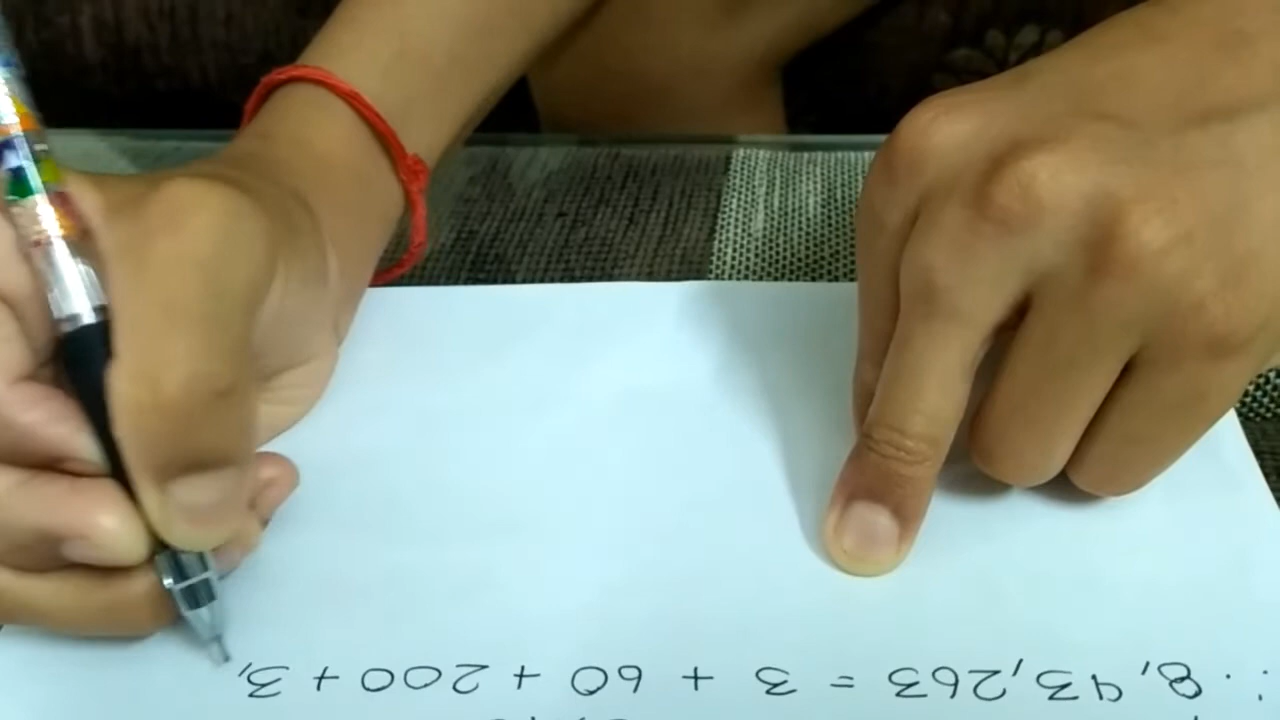 ∴ 8,43,263 = 3 + 60 + 200 + 3,